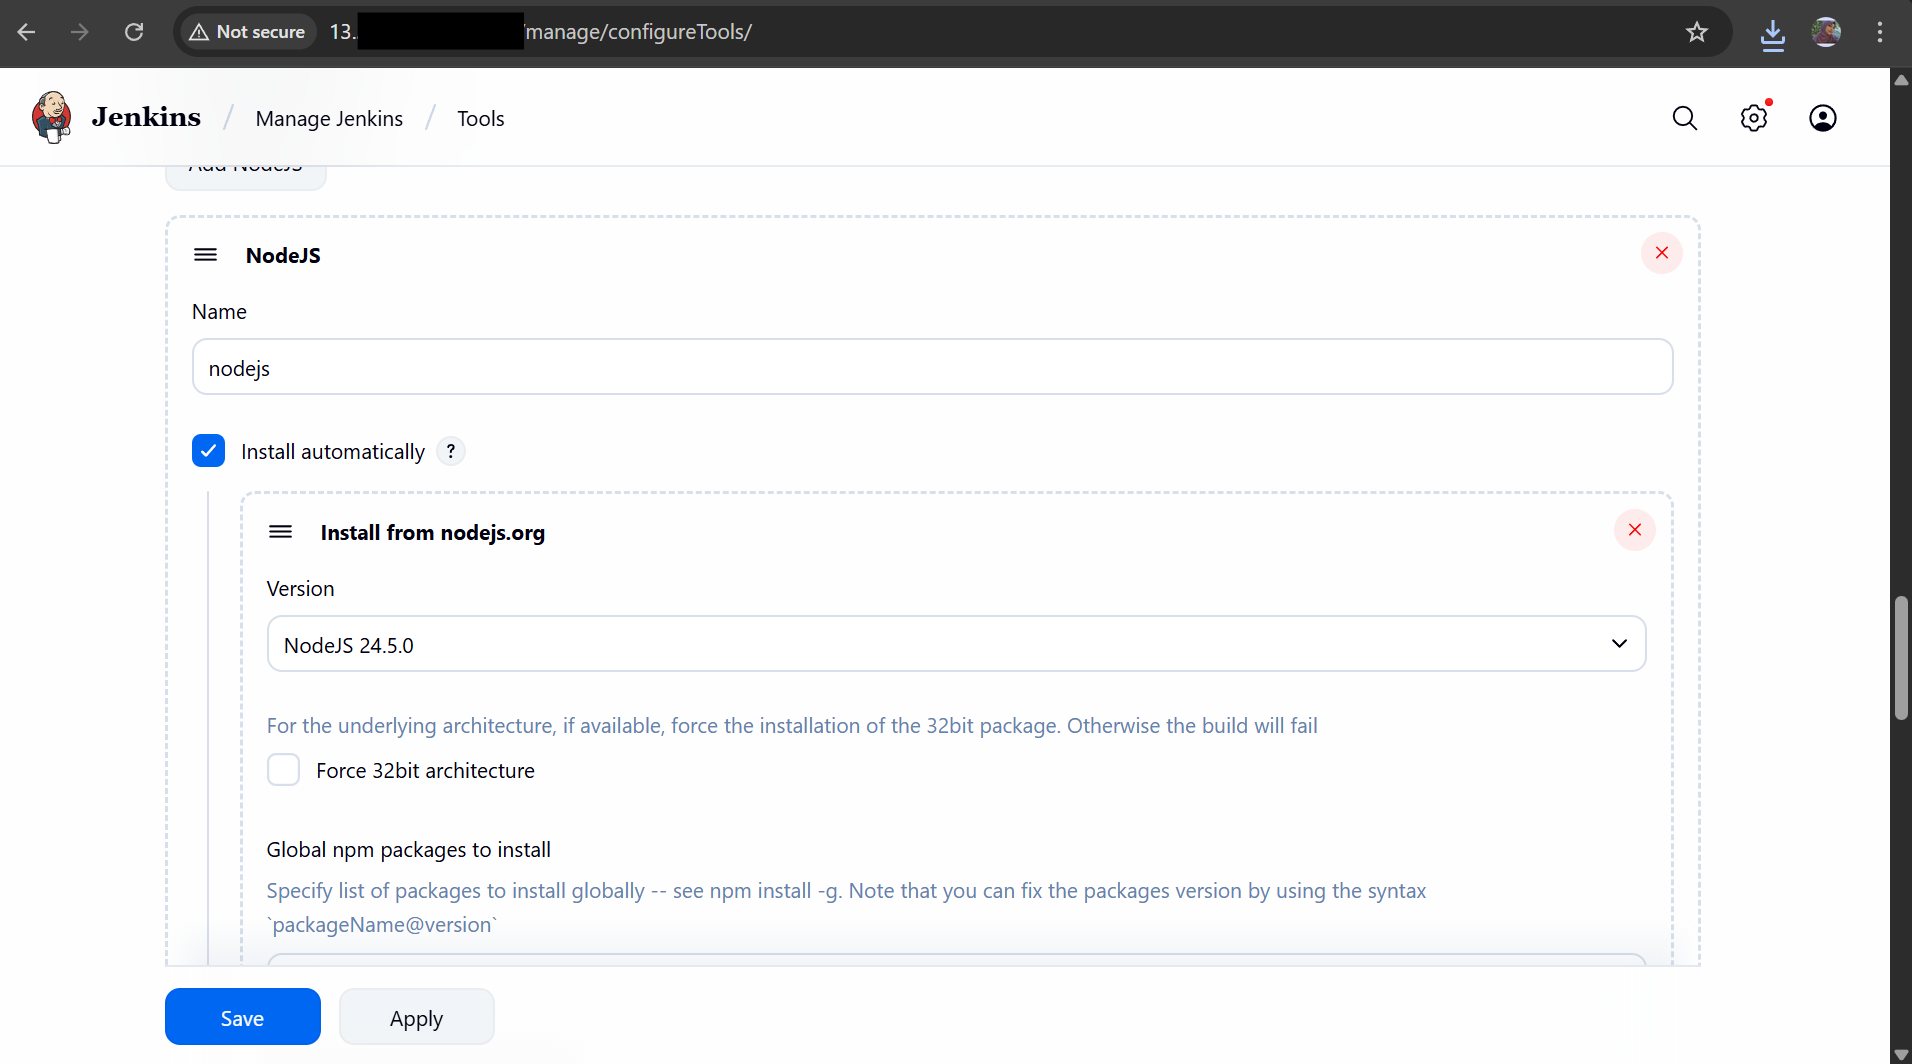 Not secure 13. /manage/configureTools/
Jenkins / Manage Jenkins / Tools
Add NodeJS
NodeJS
Name
nodejs
Install automatically ?
Install from nodejs.org
Version
NodeJS 24.5.0
For the underlying architecture, if available, force the installation of the 32bit package. Otherwise the build will fail
Force 32bit architecture
Global npm packages to install
Specify list of packages to install globally -- see npm install -g. Note that you can fix the packages version by using the syntax
`packageName@version`
Save Apply